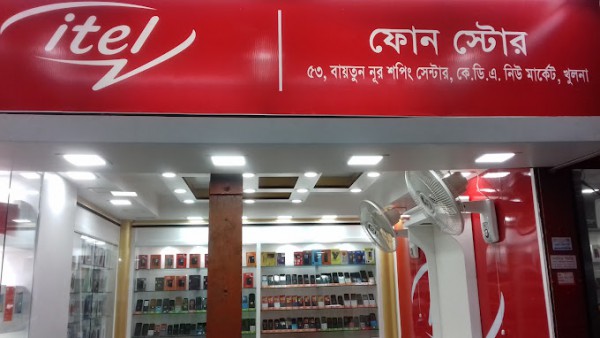 itel
ফোন স্টোর
৫৩, বায়তুন নূর শপিং সেন্টার, কে.ডি.এ. নিউ মার্কেট, খুলনা